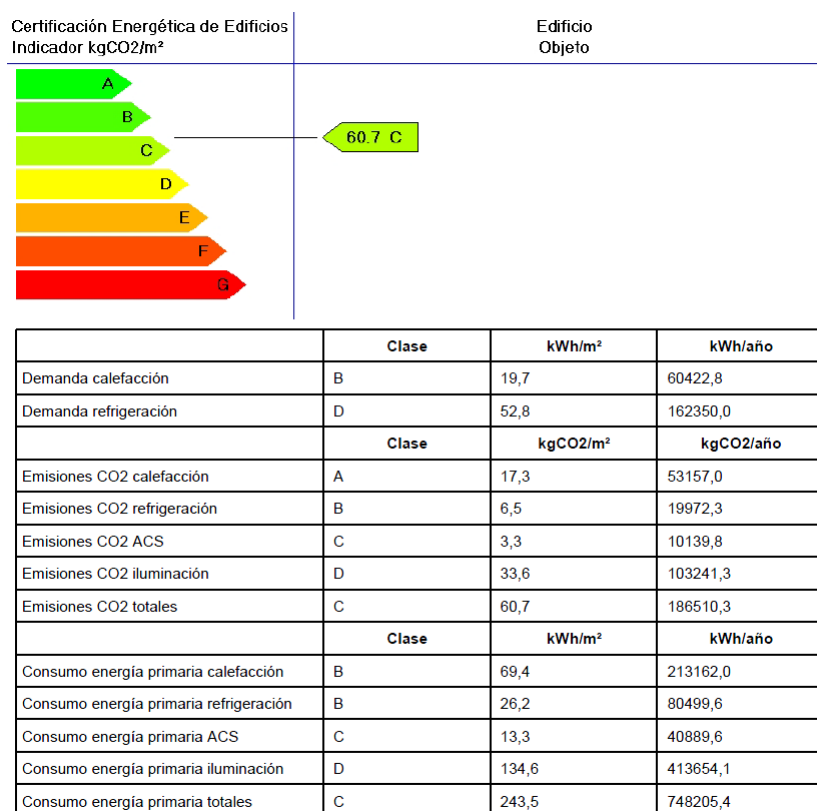 Certificación Energética de Edificios
Indicador kgCO2/m²
Edificio
Objeto
A
B
C
60.7 C
D
E
F
G
Clase kWh/m² kWh/año
Demanda calefacción B 19,7 60422,8
Demanda refrigeración D 52,8 162350,0
Clase kgCO2/m² kgCO2/año
Emisiones CO2 calefacción A 17,3 53157,0
Emisiones CO2 refrigeración B 6,5 19972,3
Emisiones CO2 ACS C 3,3 10139,8
Emisiones CO2 iluminación D 33,6 103241,3
Emisiones CO2 totales C 60,7 186510,3
Clase kWh/m² kWh/año
Consumo energía primaria calefacción B 69,4 213162,0
Consumo energía primaria refrigeración B 26,2 80499,6
Consumo energía primaria ACS C 13,3 40889,6
Consumo energía primaria iluminación D 134,6 413654,1
Consumo energía primaria totales C 243,5 748205,4